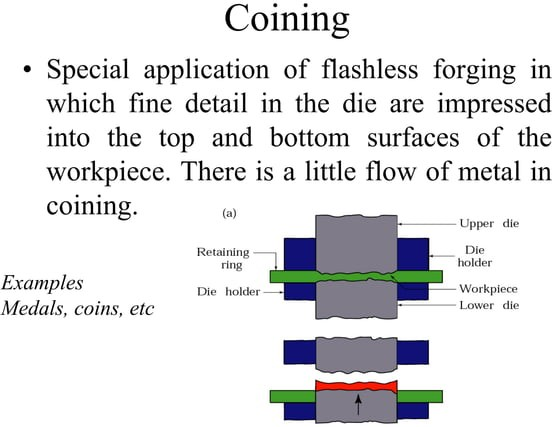 Coining
• Special application of flashless forging in
which fine detail in the die are impressed
into the top and bottom surfaces of the
workpiece. There is a little flow of metal in
coining.
(a)
Upper die
Retaining
ring
Die
holder
Examples
Workpiece
Die holder
Medals, coins, etc
Lower die